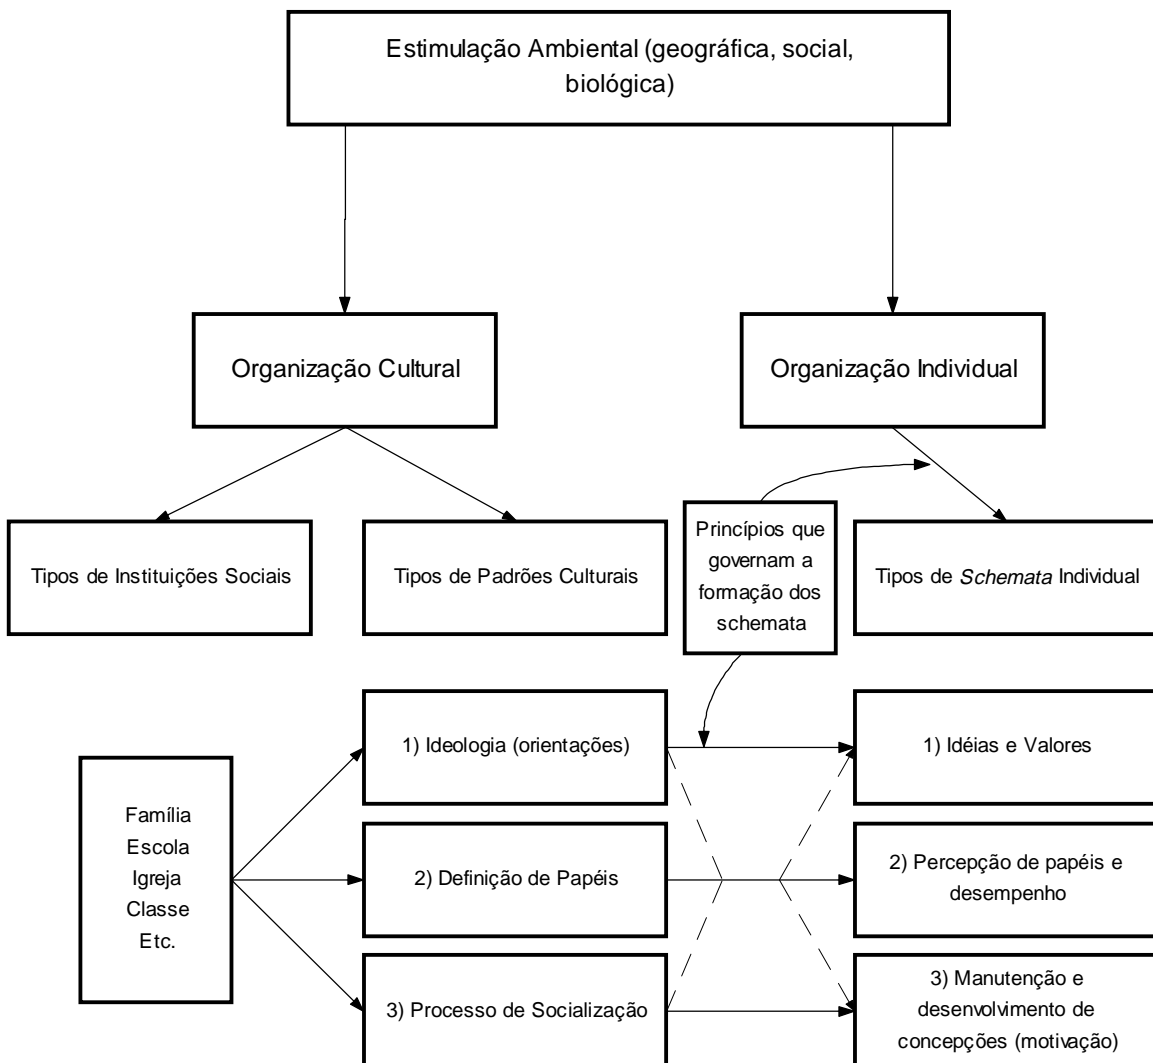 Estimulação Ambiental (geográfica, social,
biológica)
Organização Cultural
Organização Individual
Tipos de Instituições Sociais
Tipos de Padrões Culturais
Princípios que
governam a
formação dos
schemata
Tipos de Schemata Individual
Família
Escola
Igreja
Classe
Etc.
1) Ideologia (orientações)
2) Definição de Papéis
3) Processo de Socialização
1) Idéias e Valores
2) Percepção de papéis e
desempenho
3) Manutenção e
desenvolvimento de
concepções (motivação)